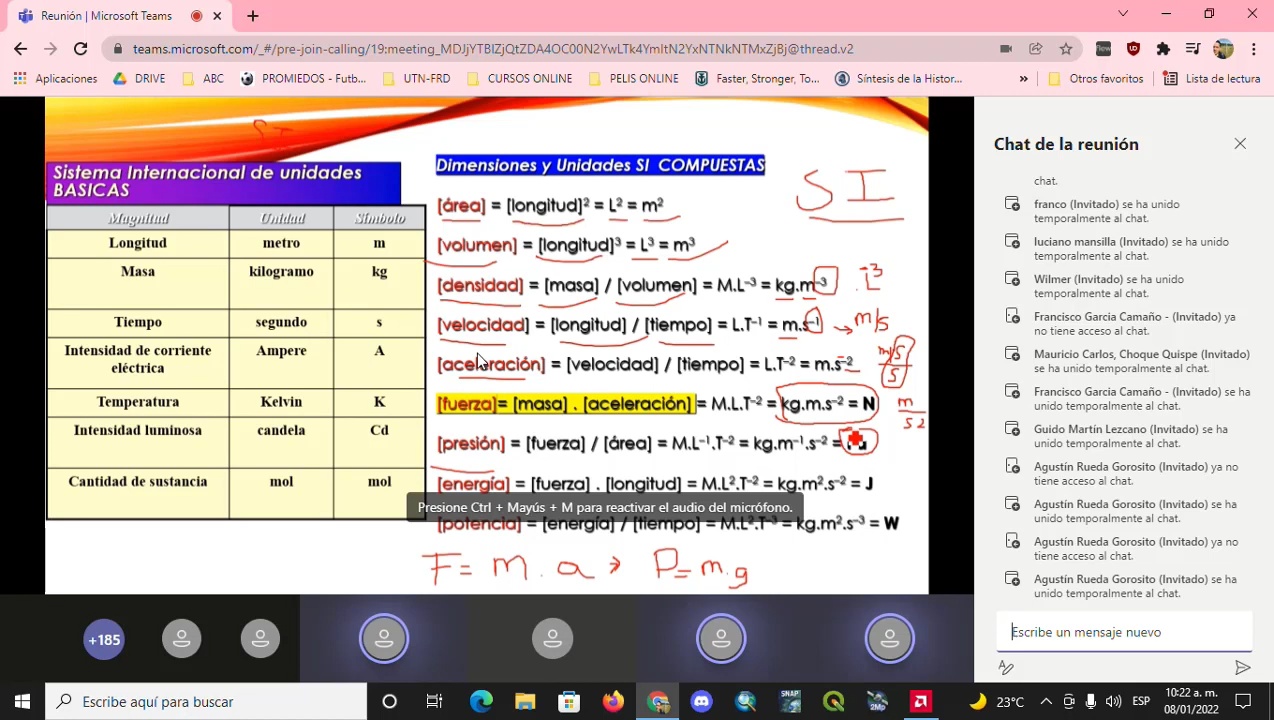 Reunión | Microsoft Teams
teams.microsoft.com/_#/pre-join-calling/19:meeting_MDJjYTBlZjQtZDA4OC00N2YwLTk4YmItN2YxNTNkNTMxZjBj@thread.v2
Aplicaciones
DRIVE
ABC
PROMIEDOS - Futb...
UTN-FRD
CURSOS ONLINE
PELIS ONLINE
Faster, Stronger, To...
Síntesis de la Histor...
»
Otros favoritos
Lista de lectura
SI
Sistema Internacional de unidades
BASICAS
Magnitud Unidad Símbolo
Longitud metro m
Masa kilogramo kg
Tiempo segundo s
Intensidad de corriente
eléctrica Ampere A
Temperatura Kelvin K
Intensidad luminosa candela Cd
Cantidad de sustancia mol mol
Dimensiones y Unidades SI COMPUESTAS
SI
[área] = [longitud]² = L² = m²
[volumen] = [longitud]³ = L³ = m³
[densidad] = [masa] / [volumen] = M.L⁻³ = kg.m⁻³
L⁻³
[velocidad] = [longitud] / [tiempo] = L.T⁻¹ = m.s⁻¹
→ m/s
[aceleración] = [velocidad] / [tiempo] = L.T⁻² = m.s⁻²
m/s
s
[fuerza]= [masa] . [aceleración] = M.L.T⁻² = kg.m.s⁻² = N
m
s2
[presión] = [fuerza] / [área] = M.L⁻¹.T⁻² = kg.m⁻¹.s⁻² =
[energía] = [fuerza] . [longitud] = M.L².T⁻² = kg.m².s⁻² = J
Presione Ctrl + Mayús + M para reactivar el audio del micrófono.
[potencia] = [energía] / [tiempo] = M.L².T⁻³ = kg.m².s⁻³ = W
F = m . a → P = m . g
+185
Chat de la reunión
chat.
franco (Invitado) se ha unido
temporalmente al chat.
luciano mansilla (Invitado) se ha unido
temporalmente al chat.
Wilmer (Invitado) se ha unido
temporalmente al chat.
Francisco Garcia Camaño - (Invitado) ya
no tiene acceso al chat.
Mauricio Carlos, Choque Quispe (Invitado)
se ha unido temporalmente al chat.
Francisco Garcia Camaño - (Invitado) se ha
unido temporalmente al chat.
Guido Martín Lezcano (Invitado) se ha
unido temporalmente al chat.
Agustín Rueda Gorosito (Invitado) ya no
tiene acceso al chat.
Agustín Rueda Gorosito (Invitado) se ha
unido temporalmente al chat.
Agustín Rueda Gorosito (Invitado) ya no
tiene acceso al chat.
Agustín Rueda Gorosito (Invitado) se ha
unido temporalmente al chat.
Escribe un mensaje nuevo
Escribe aquí para buscar
23°C
ESP
10:22 a. m.
08/01/2022